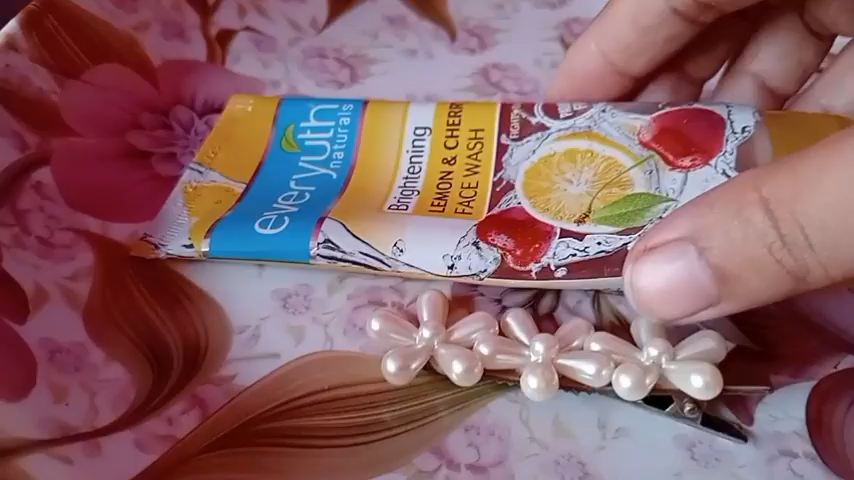 everyuth
naturals
Brightening
LEMON & CHERR
FACE WASH